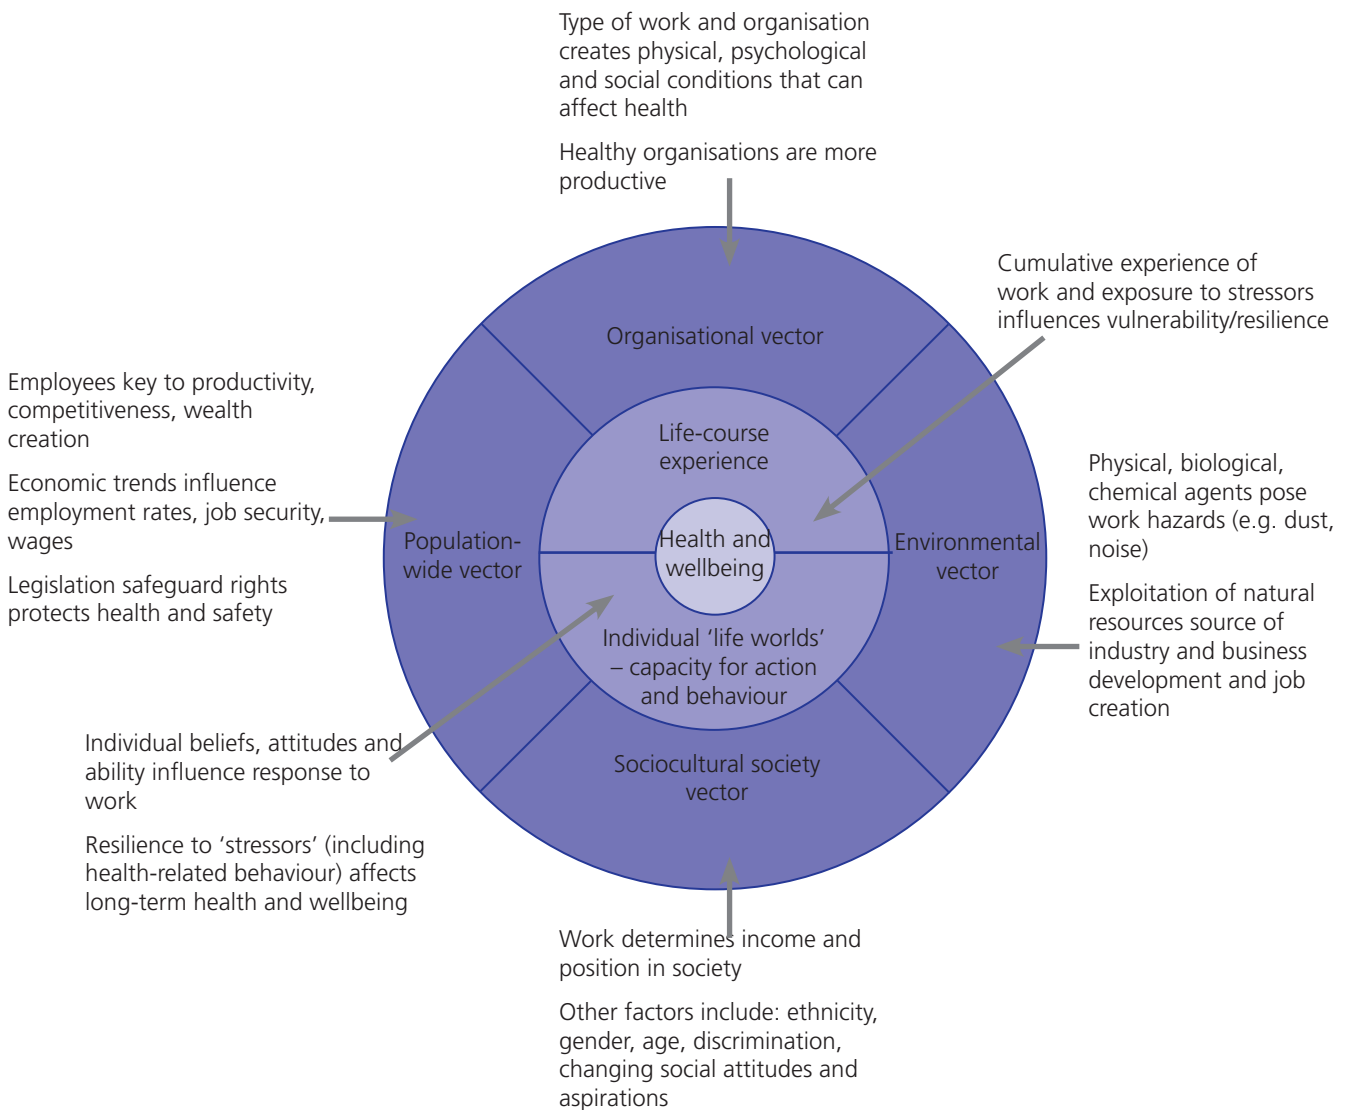 Type of work and organisation
creates physical, psychological
and social conditions that can
affect health
Healthy organisations are more
productive
Cumulative experience of
work and exposure to stressors
influences vulnerability/resilience
Organisational vector
Employees key to productivity,
competitiveness, wealth
creation
Economic trends influence
employment rates, job security,
wages
Legislation safeguard rights
protects health and safety
Life-course
experience
Population-
wide vector
Health and
wellbeing
Environmental
vector
Physical, biological,
chemical agents pose
work hazards (e.g. dust,
noise)
Exploitation of natural
resources source of
industry and business
development and job
creation
Individual ‘life worlds’
– capacity for action
and behaviour
Individual beliefs, attitudes and
ability influence response to
work
Resilience to ‘stressors’ (including
health-related behaviour) affects
long-term health and wellbeing
Sociocultural society
vector
Work determines income and
position in society
Other factors include: ethnicity,
gender, age, discrimination,
changing social attitudes and
aspirations